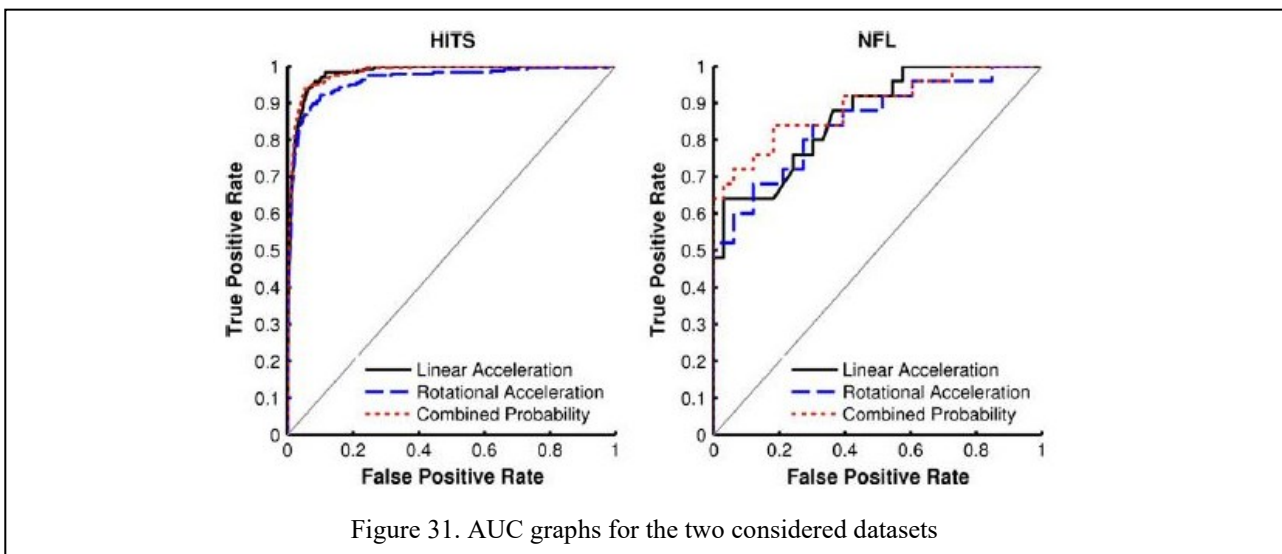 HITS
NFL
True Positive Rate
1
0.9
0.8
0.7
0.6
0.5
0.4
0.3
0.2
0.1
0
Linear Acceleration
Rotational Acceleration
Combined Probability
0 0.2 0.4 0.6 0.8 1
False Positive Rate
True Positive Rate
1
0.9
0.8
0.7
0.6
0.5
0.4
0.3
0.2
0.1
0
Linear Acceleration
Rotational Acceleration
Combined Probability
0 0.2 0.4 0.6 0.8 1
False Positive Rate
Figure 31. AUC graphs for the two considered datasets